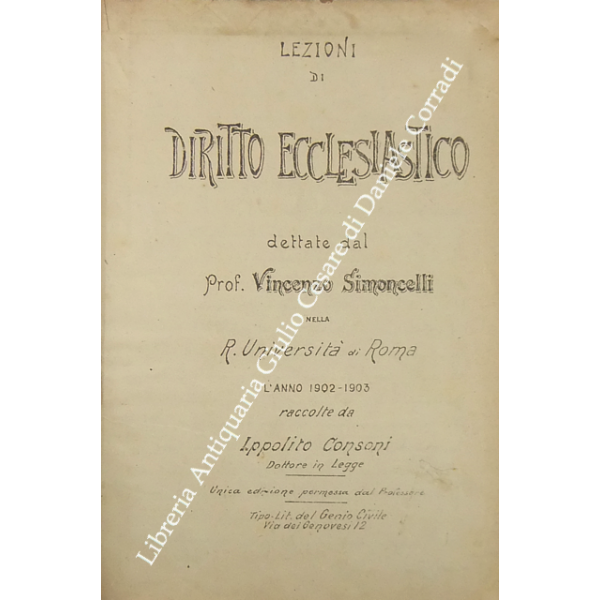 LEZIONI
DI
DIRITTO ECCLESIASTICO
dettate dal
Prof. Vincenzo Simoncelli
NELLA
R. Università di Roma
L'ANNO 1902-1903
raccolte da
Ippolito Consoni
Dottore in Legge
Unica edizione permessa dal Professore
Tipo-Lit. del Genio Civile
Via dei Genovesi 12
Libreria Antiquaria Giulio Cesare di Daniele Corradi